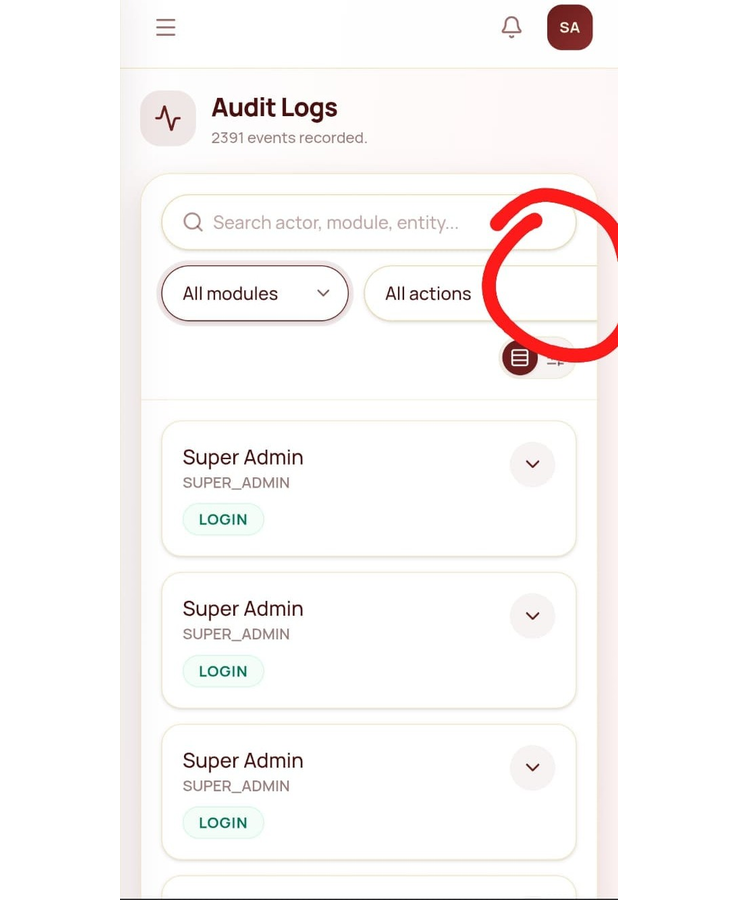 SA
Audit Logs
2391 events recorded.
Search actor, module, entity...
All modules
All actions
Super Admin
SUPER_ADMIN
LOGIN
Super Admin
SUPER_ADMIN
LOGIN
Super Admin
SUPER_ADMIN
LOGIN